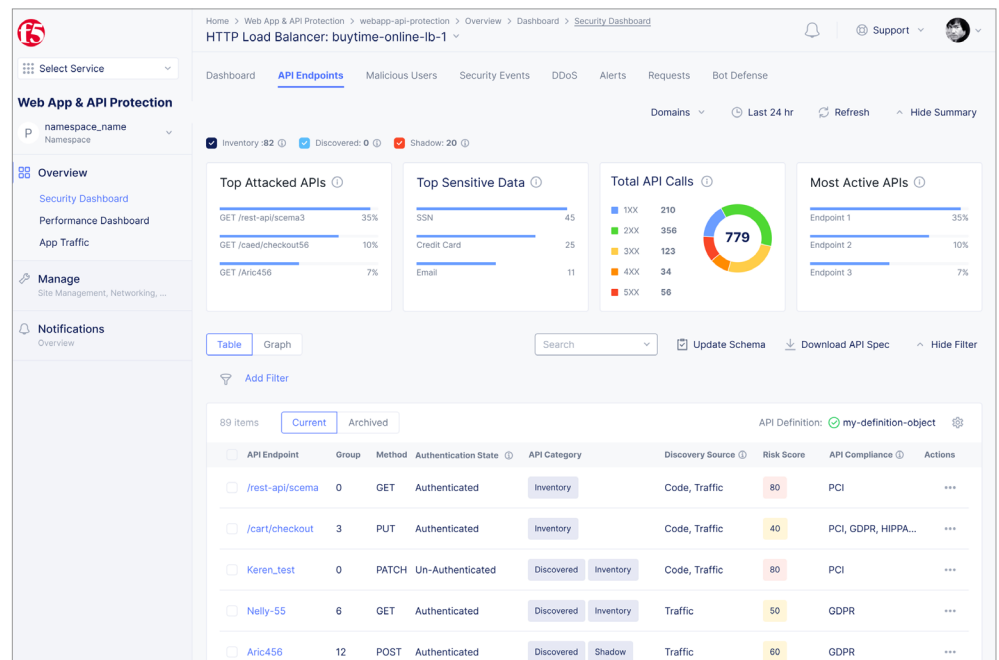 f5
Home > Web App & API Protection > webapp-api-protection > Overview > Dashboard > Security Dashboard
HTTP Load Balancer: buytime-online-lb-1
Support
Select Service
Web App & API Protection
P
namespace_name
Namespace
Overview
Security Dashboard
Performance Dashboard
App Traffic
Manage
Site Management, Networking, ...
Notifications
Overview
Dashboard API Endpoints Malicious Users Security Events DDoS Alerts Requests Bot Defense
Domains Last 24 hr Refresh Hide Summary
Inventory :82 Discovered: 0 Shadow: 20
Top Attacked APIs
GET /rest-api/scema3 35%
GET /caed/checkout56 10%
GET /Aric456 7%
Top Sensitive Data
SSN 45
Credit Card 25
Email 11
Total API Calls
1XX 210
2XX 356
3XX 123
4XX 34
5XX 56
779
Most Active APIs
Endpoint 1 35%
Endpoint 2 10%
Endpoint 3 7%
Table Graph Search Update Schema Download API Spec Hide Filter
Add Filter
89 items Current Archived API Definition: my-definition-object
API Endpoint Group Method Authentication State API Category Discovery Source Risk Score API Compliance Actions
/rest-api/scema 0 GET Authenticated Inventory Code, Traffic 80 PCI
/cart/checkout 3 PUT Authenticated Inventory Code, Traffic 40 PCI, GDPR, HIPPA...
Keren_test 0 PATCH Un-Authenticated Discovered Inventory Code, Traffic 80 PCI
Nelly-55 6 GET Authenticated Discovered Inventory Traffic 50 GDPR
Aric456 12 POST Authenticated Discovered Shadow Traffic 60 GDPR